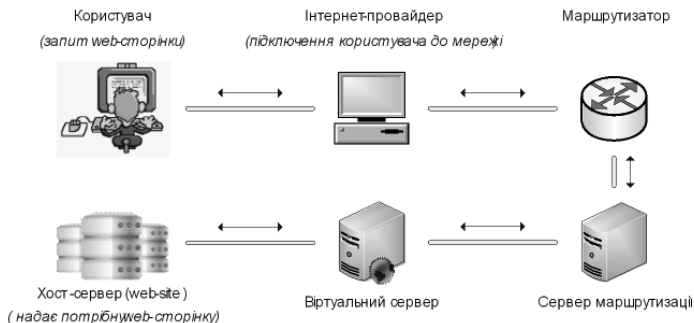 Користувач
Інтернет-провайдер
Маршрутизатор
(запит web-сторінки)
(підключення користувача до мережі
Хост-сервер (web-site )
Віртуальний сервер
Сервер маршрутизації
( надає потрібнуweb-сторінку)